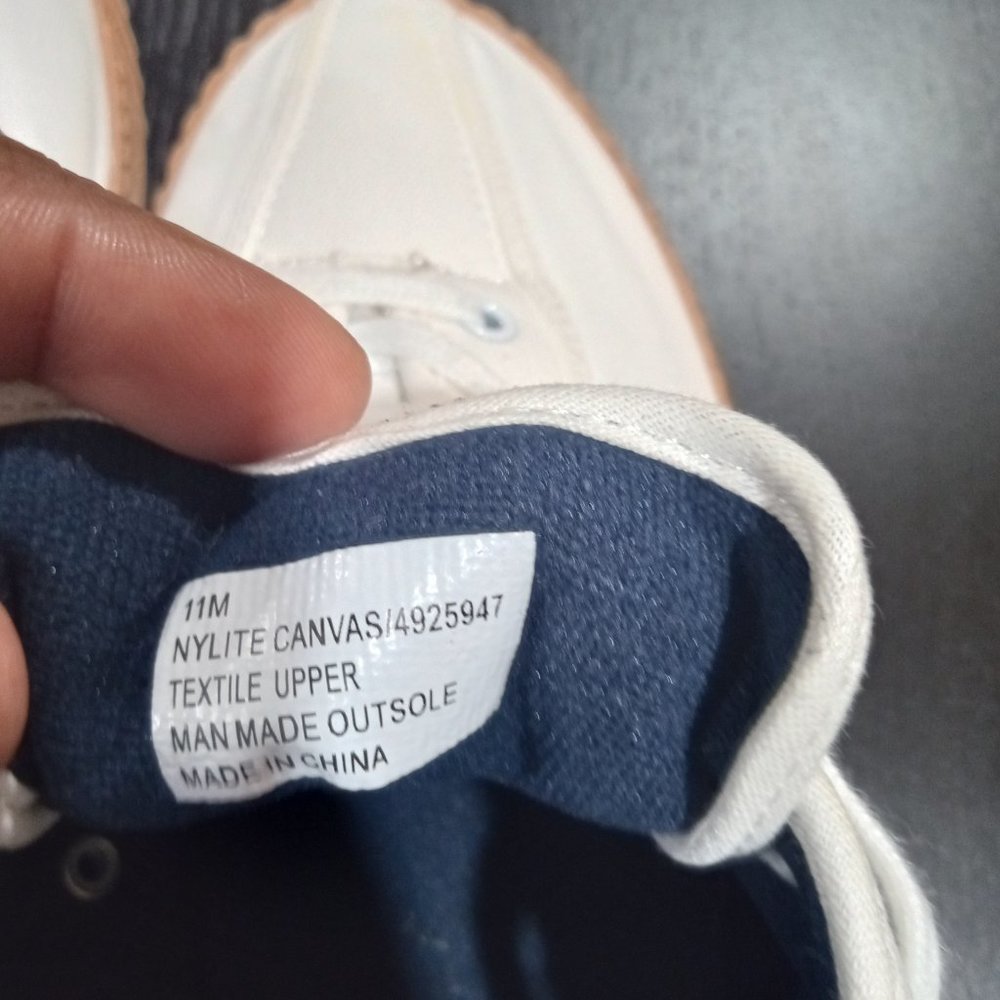 11M
NYLITE CANVAS/4925947
TEXTILE UPPER
MAN MADE OUTSOLE
MADE IN CHINA